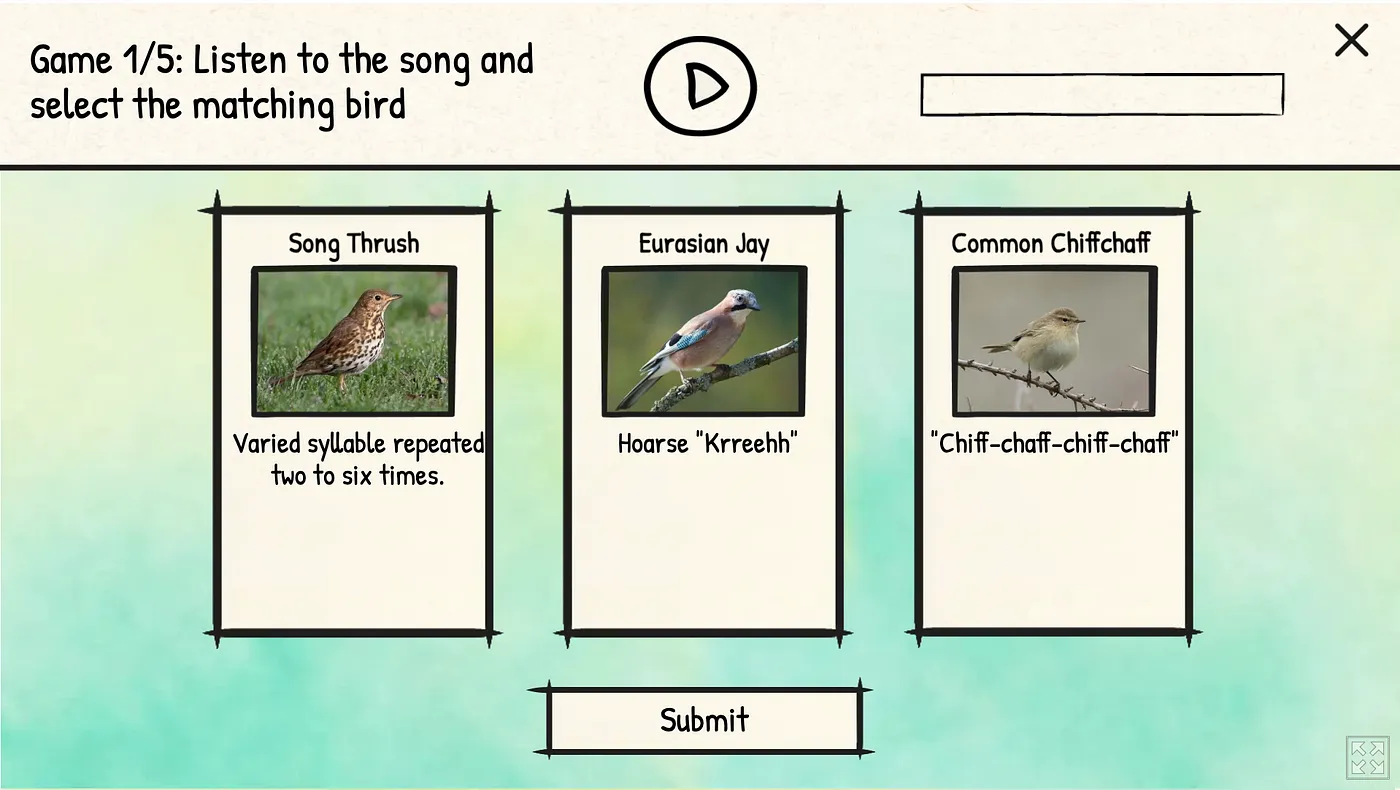 Game 1/5: Listen to the song and
select the matching bird
Song Thrush
Varied syllable repeated
two to six times.
Eurasian Jay
Hoarse "Krreehh"
Common Chiffchaff
"Chiff-chaff-chiff-chaff"
Submit